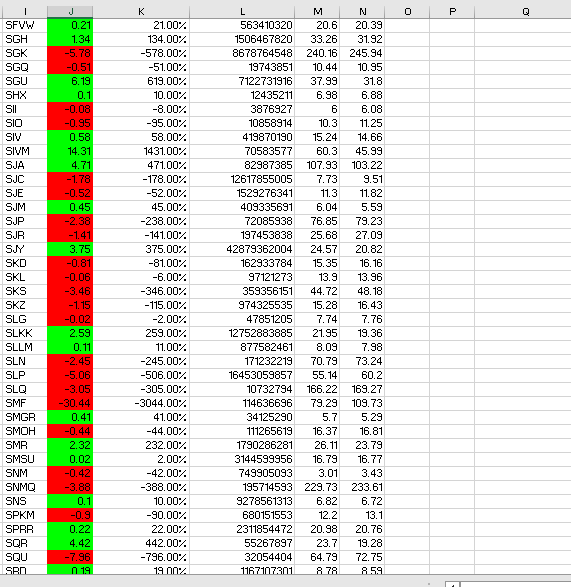 I J K L M N O P Q
SFVW 0.21 21.00% 563410320 20.6 20.39
SGH 1.34 134.00% 1506467820 33.26 31.92
SGK -5.78 -578.00% 8678764548 240.16 245.94
SGQ -0.51 -51.00% 19743851 10.44 10.95
SGU 6.19 619.00% 7122731916 37.99 31.8
SHX 0.1 10.00% 12435211 6.98 6.88
SII -0.08 -8.00% 3876927 6 6.08
SIO -0.95 -95.00% 10858914 10.3 11.25
SIV 0.58 58.00% 419870190 15.24 14.66
SIVM 14.31 1431.00% 70583577 60.3 45.99
SJA 4.71 471.00% 82987385 107.93 103.22
SJC -1.78 -178.00% 12617855005 7.73 9.51
SJE -0.52 -52.00% 1529276341 11.3 11.82
SJM 0.45 45.00% 409335691 6.04 5.59
SJP -2.38 -238.00% 72085938 76.85 79.23
SJR -1.41 -141.00% 197453838 25.68 27.09
SJY 3.75 375.00% 42879362004 24.57 20.82
SKD -0.81 -81.00% 162933784 15.35 16.16
SKL -0.06 -6.00% 97121273 13.9 13.96
SKS -3.46 -346.00% 359356151 44.72 48.18
SKZ -1.15 -115.00% 974325535 15.28 16.43
SLG -0.02 -2.00% 47851205 7.74 7.76
SLKK 2.59 259.00% 12752883885 21.95 19.36
SLLM 0.11 11.00% 877582461 8.09 7.98
SLN -2.45 -245.00% 171232219 70.79 73.24
SLP -5.06 -506.00% 16453059857 55.14 60.2
SLQ -3.05 -305.00% 10732794 166.22 169.27
SMF -30.44 -3044.00% 114636696 79.29 109.73
SMGR 0.41 41.00% 34125290 5.7 5.29
SMOH -0.44 -44.00% 111265619 16.37 16.81
SMR 2.32 232.00% 1790286281 26.11 23.79
SMSU 0.02 2.00% 3144599956 16.79 16.77
SNM -0.42 -42.00% 749905093 3.01 3.43
SNMQ -3.88 -388.00% 195714593 229.73 233.61
SNS 0.1 10.00% 9278561313 6.82 6.72
SPKM -0.9 -90.00% 680151553 12.2 13.1
SPRR 0.22 22.00% 2311854472 20.98 20.76
SQR 4.42 442.00% 55267897 23.7 19.28
SQU -7.96 -796.00% 32054404 64.79 72.75
SRD 0.19 19.00% 1167107301 8.78 8.59